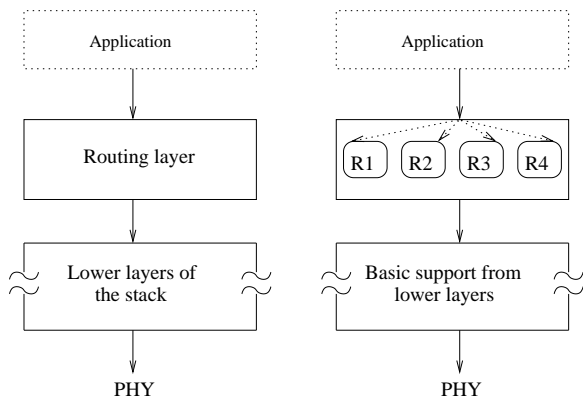 Application
Routing layer
Lower layers of
the stack
PHY
Application
R1 R2 R3 R4
Basic support from
lower layers
PHY